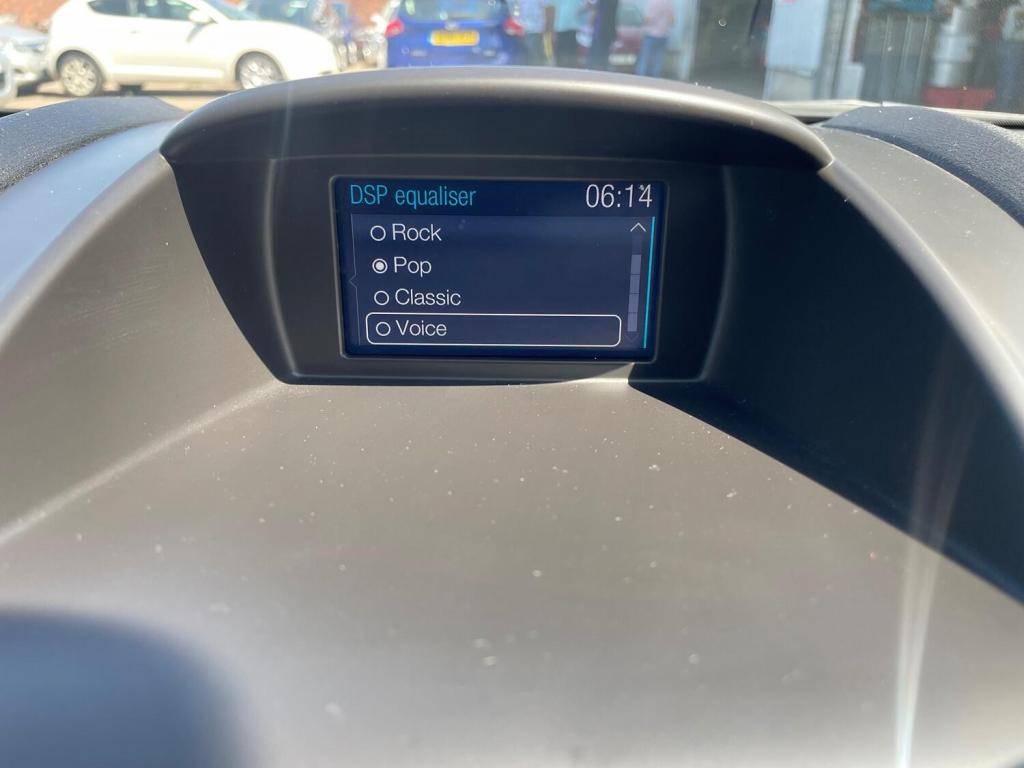 DSP equaliser 06:14
Rock
Pop
Classic
Voice